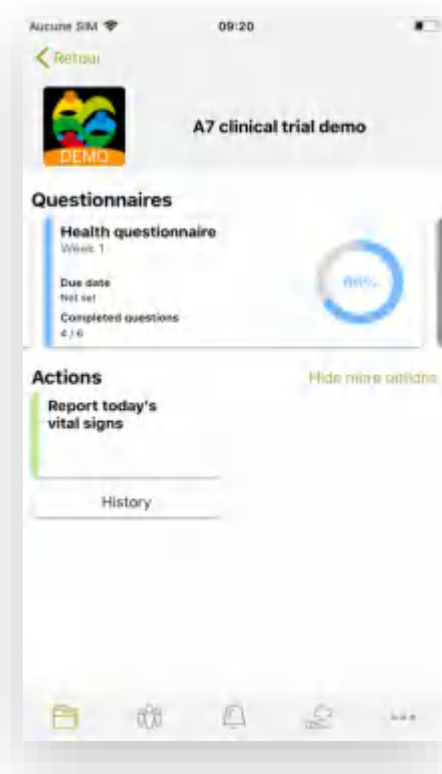 Aucune SIM 09:20
Retour
DEMO
A7 clinical trial demo
Questionnaires
Health questionnaire
Week 1
Due date
Not set
Completed questions
4 / 6
66%
Actions
Hide more options
Report today's
vital signs
History